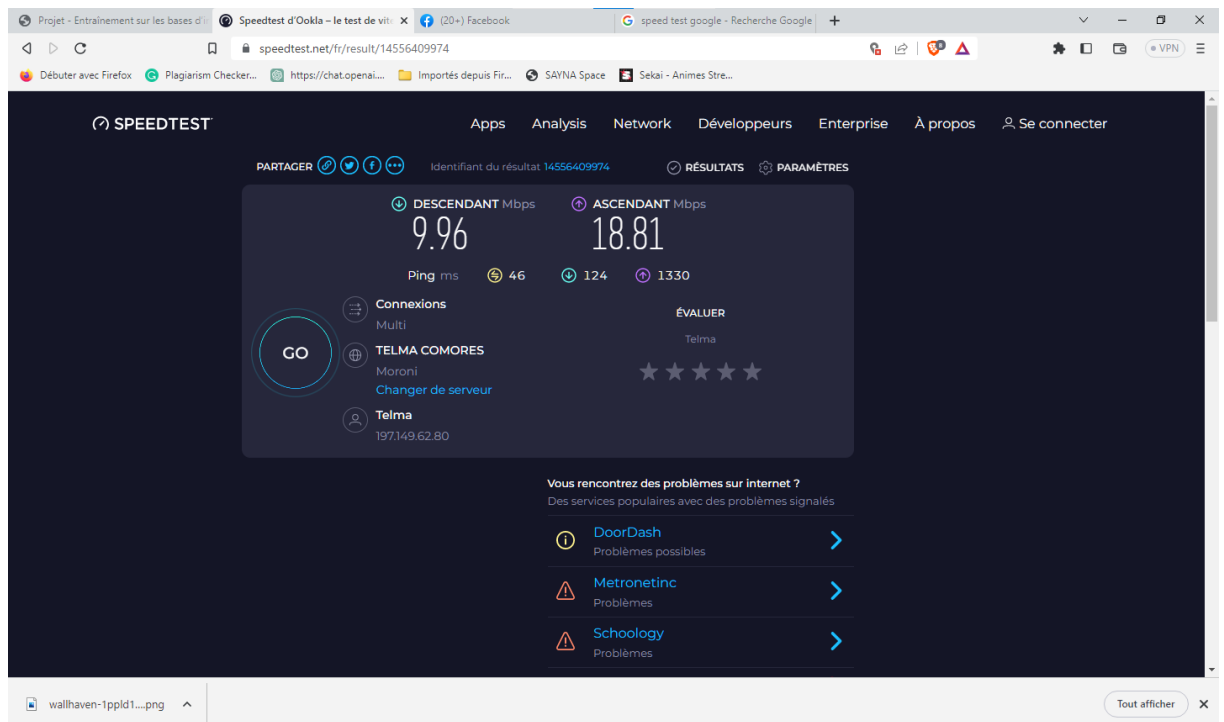 Projet - Entraînement sur les bases d'i
Speedtest d'Ookla – le test de vite
(20+) Facebook
speed test google - Recherche Google
speedtest.net/fr/result/14556409974
VPN
Débuter avec Firefox
Plagiarism Checker...
https://chat.openai....
Importés depuis Fir...
SAYNA Space
Sekai - Animes Stre...
SPEEDTEST
Apps
Analysis
Network
Développeurs
Enterprise
À propos
Se connecter
PARTAGER
Identifiant du résultat 14556409974
RÉSULTATS
PARAMÈTRES
DESCENDANT Mbps
ASCENDANT Mbps
9.96
18.81
Ping ms 46 124 1330
Connexions
Multi
ÉVALUER
Telma
GO
TELMA COMORES
Moroni
Changer de serveur
Telma
197.149.62.80
Vous rencontrez des problèmes sur internet ?
Des services populaires avec des problèmes signalés
DoorDash
Problèmes possibles
Metronetinc
Problèmes
Schoology
Problèmes
wallhaven-1ppld1....png
Tout afficher